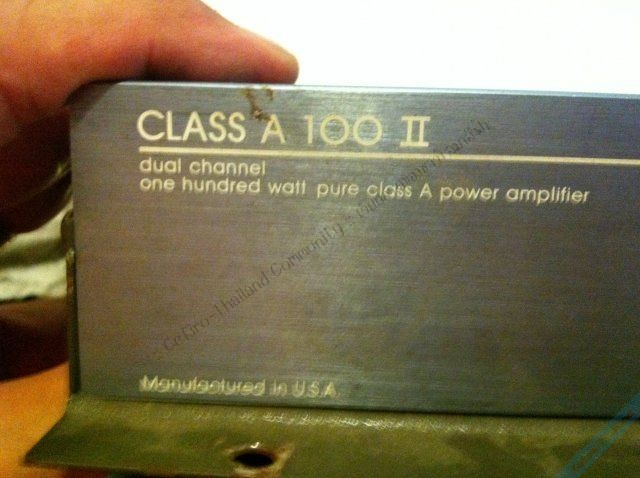 CLASS A 100 II
dual channel
one hundred watt pure class A power amplifier
Manufactured in U.S.A.